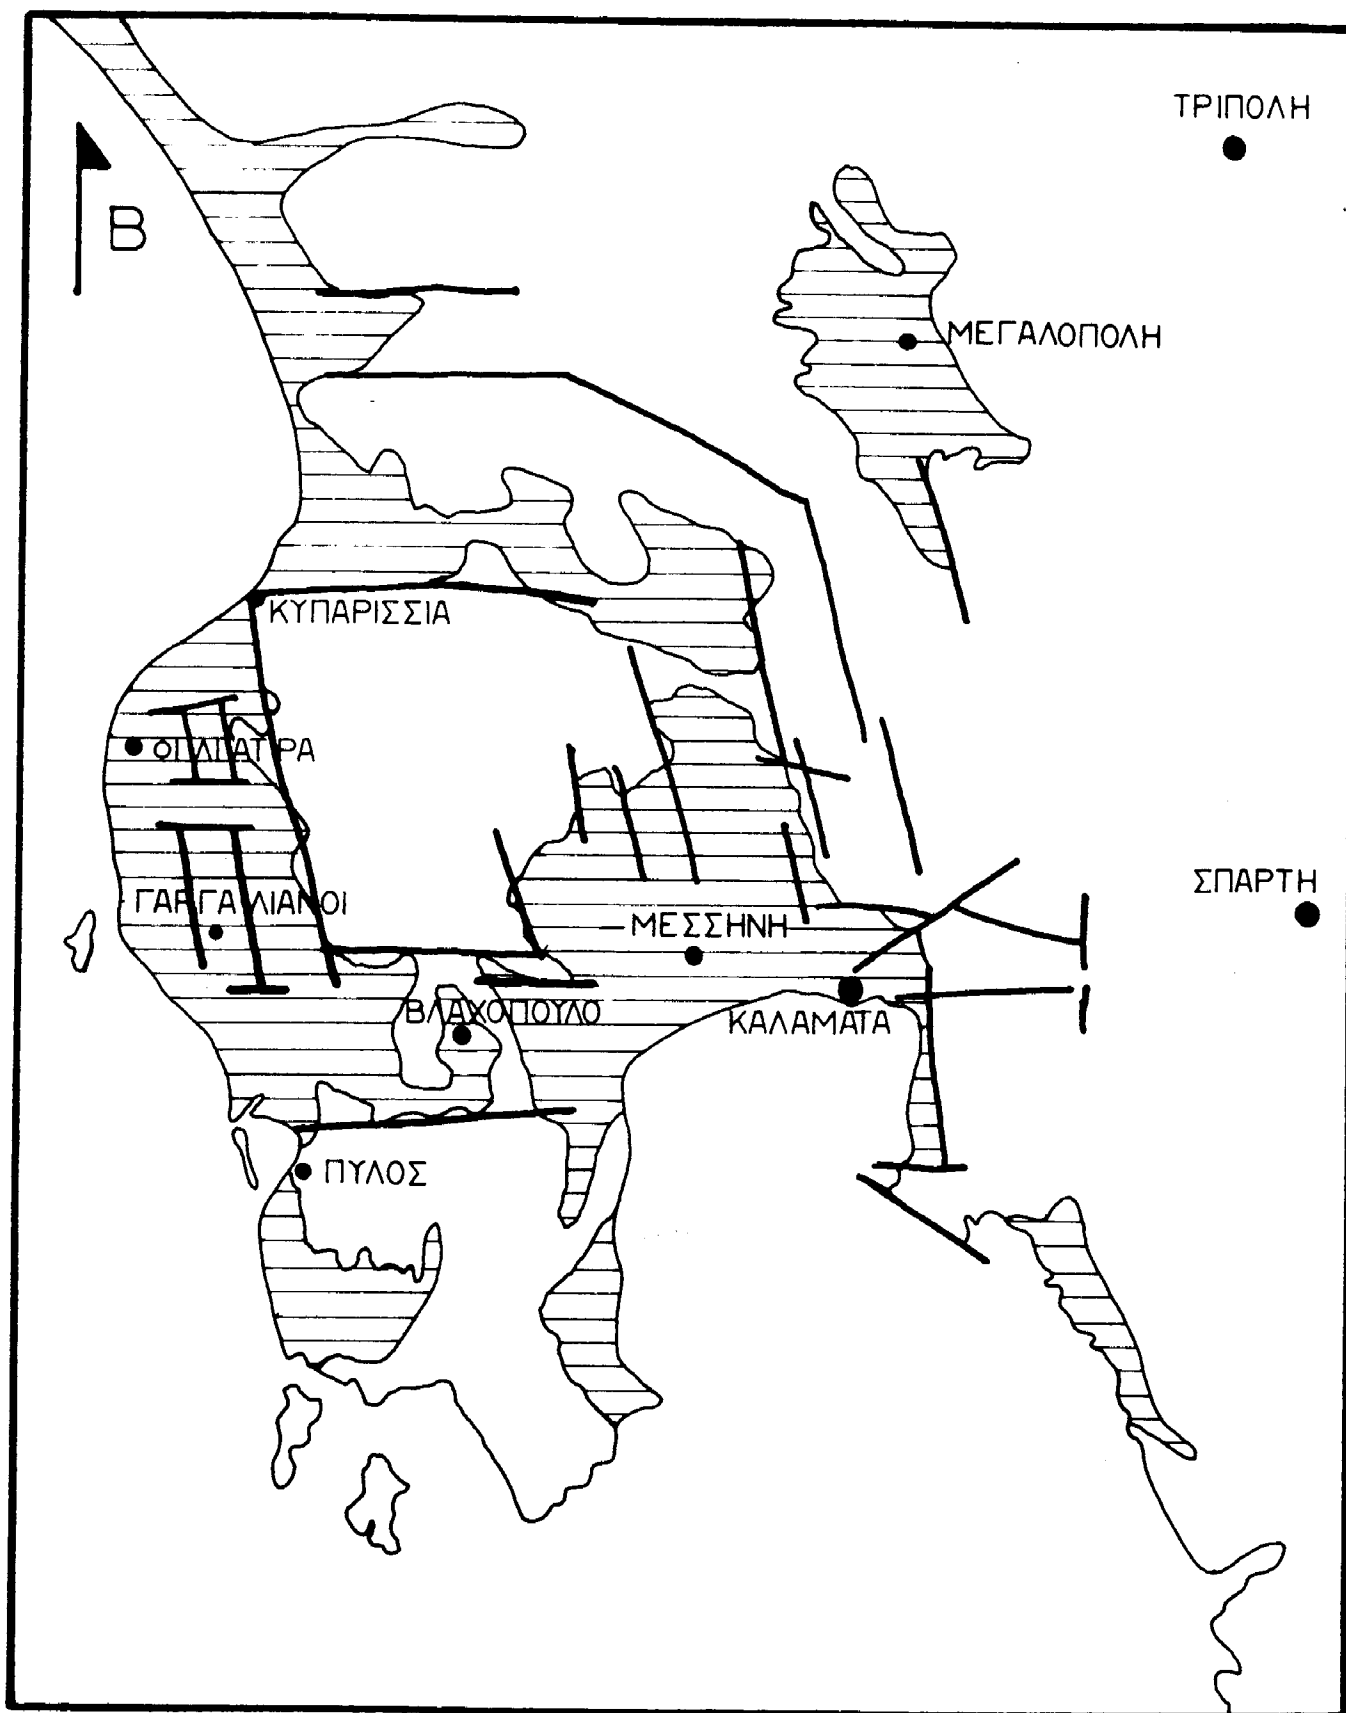 ΤΡΙΠΟΛΗ
Β
ΜΕΓΑΛΟΠΟΛΗ
ΚΥΠΑΡΙΣΣΙΑ
ΦΙΛΙΑΤΡΑ
ΣΠΑΡΤΗ
ΓΑΡΓΑΛΙΑΝΟΙ
ΜΕΣΣΗΝΗ
ΒΛΑΧΟΠΟΥΛΟ
ΚΑΛΑΜΑΤΑ
ΠΥΛΟΣ